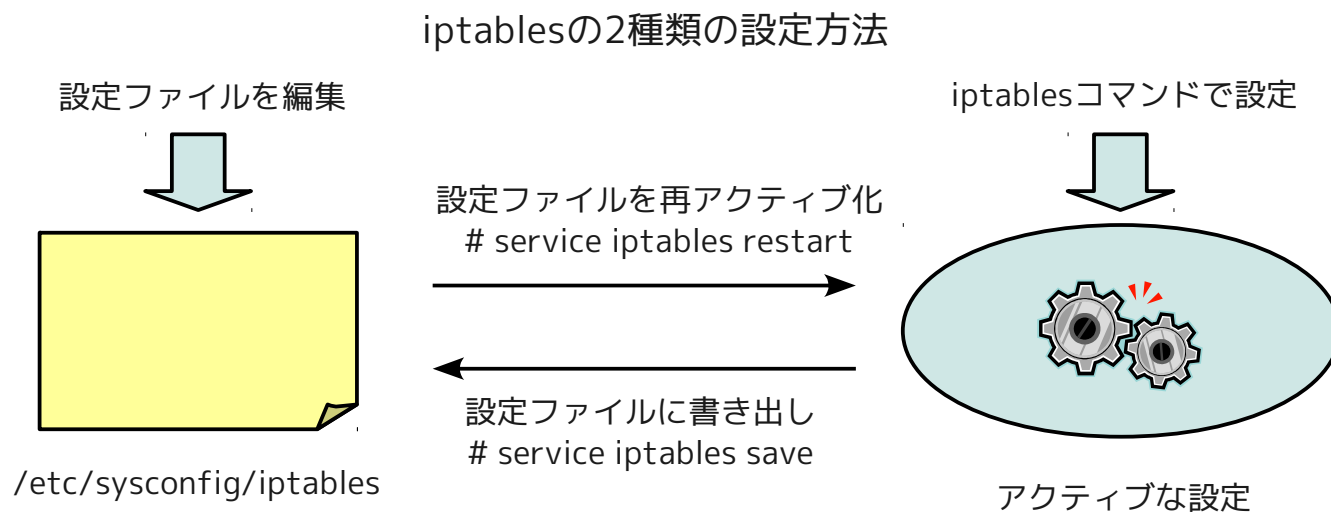 iptablesの2種類の設定方法
設定ファイルを編集
iptablesコマンドで設定
設定ファイルを再アクティブ化
# service iptables restart
設定ファイルに書き出し
# service iptables save
/etc/sysconfig/iptables
アクティブな設定